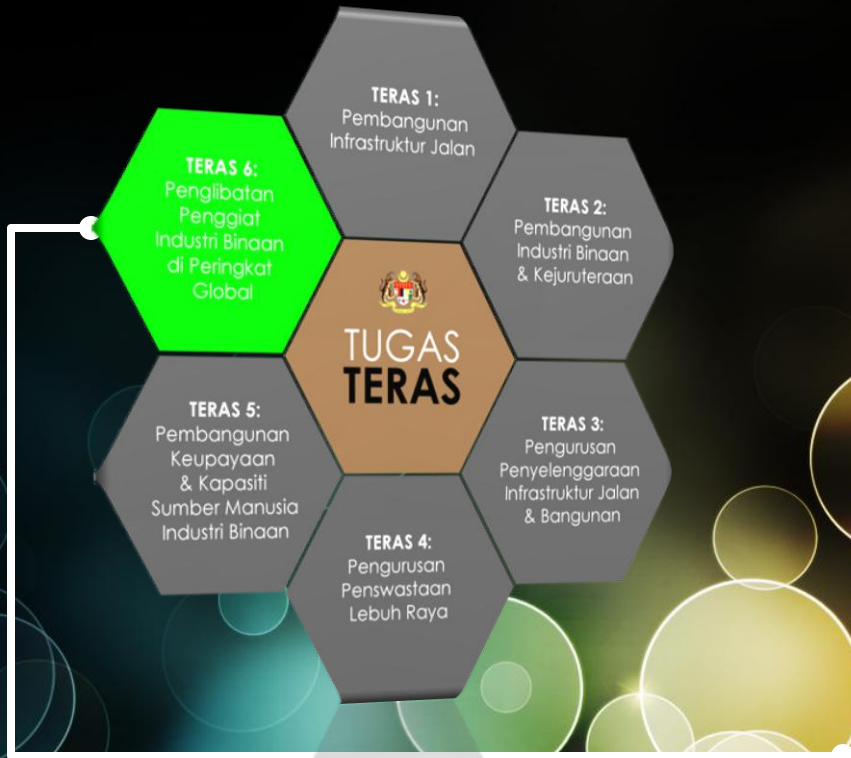 TERAS 1:
Pembangunan
Infrastruktur Jalan
TERAS 6:
Penglibatan
Penggiat
Industri Binaan
di Peringkat
Global
TERAS 2:
Pembangunan
Industri Binaan
& Kejuruteraan
TUGAS
TERAS
TERAS 5:
Pembangunan
Keupayaan
& Kapasiti
Sumber Manusia
Industri Binaan
TERAS 3:
Pengurusan
Penyelenggaraan
Infrastruktur Jalan
& Bangunan
TERAS 4:
Pengurusan
Penswastaan
Lebuh Raya